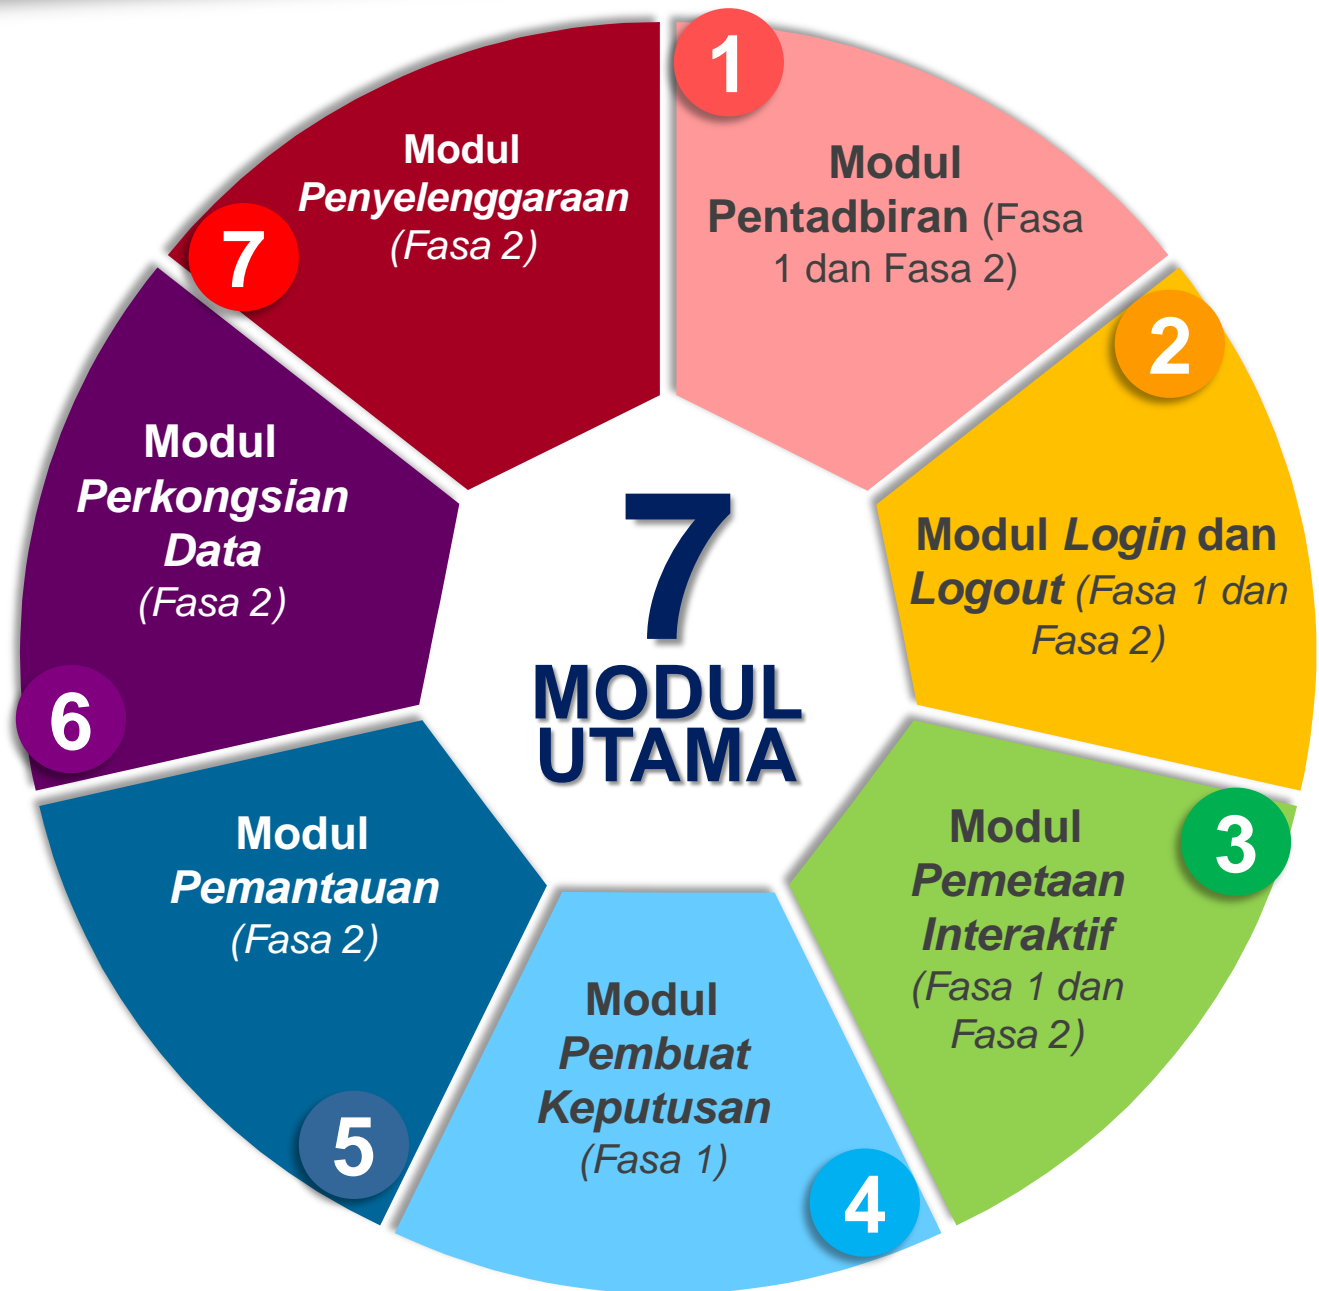 7
MODUL
UTAMA
1
Modul
Pentadbiran (Fasa
1 dan Fasa 2)
2
Modul Login dan
Logout (Fasa 1 dan
Fasa 2)
3
Modul
Pemetaan
Interaktif
(Fasa 1 dan
Fasa 2)
4
Modul
Pembuat
Keputusan
(Fasa 1)
5
Modul
Pemantauan
(Fasa 2)
6
Modul
Perkongsian
Data
(Fasa 2)
7
Modul
Penyelenggaraan
(Fasa 2)